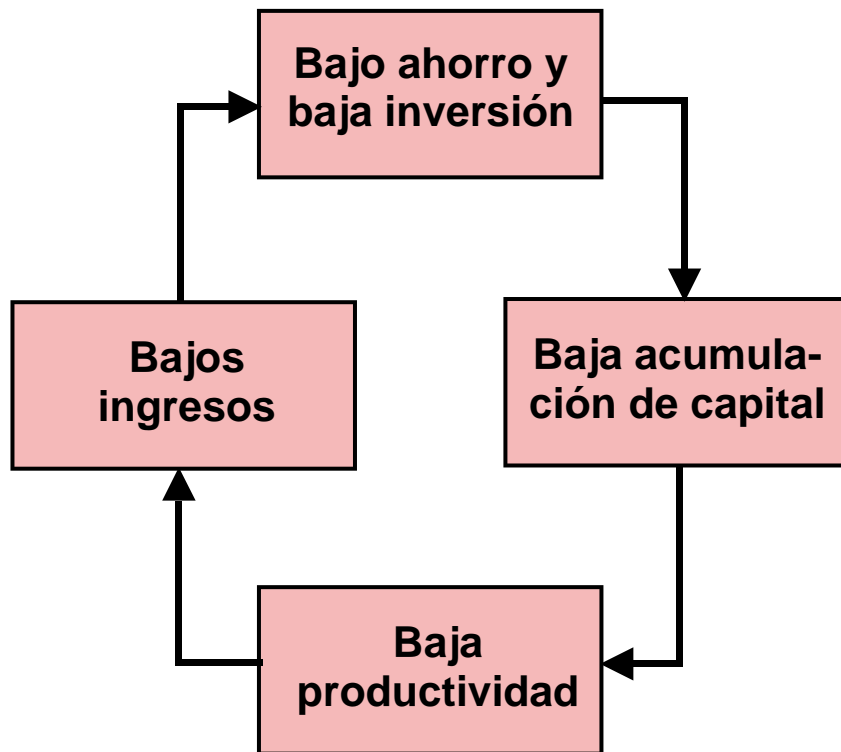 Bajo ahorro y
baja inversión
Bajos
ingresos
Baja acumula-
ción de capital
Baja
productividad